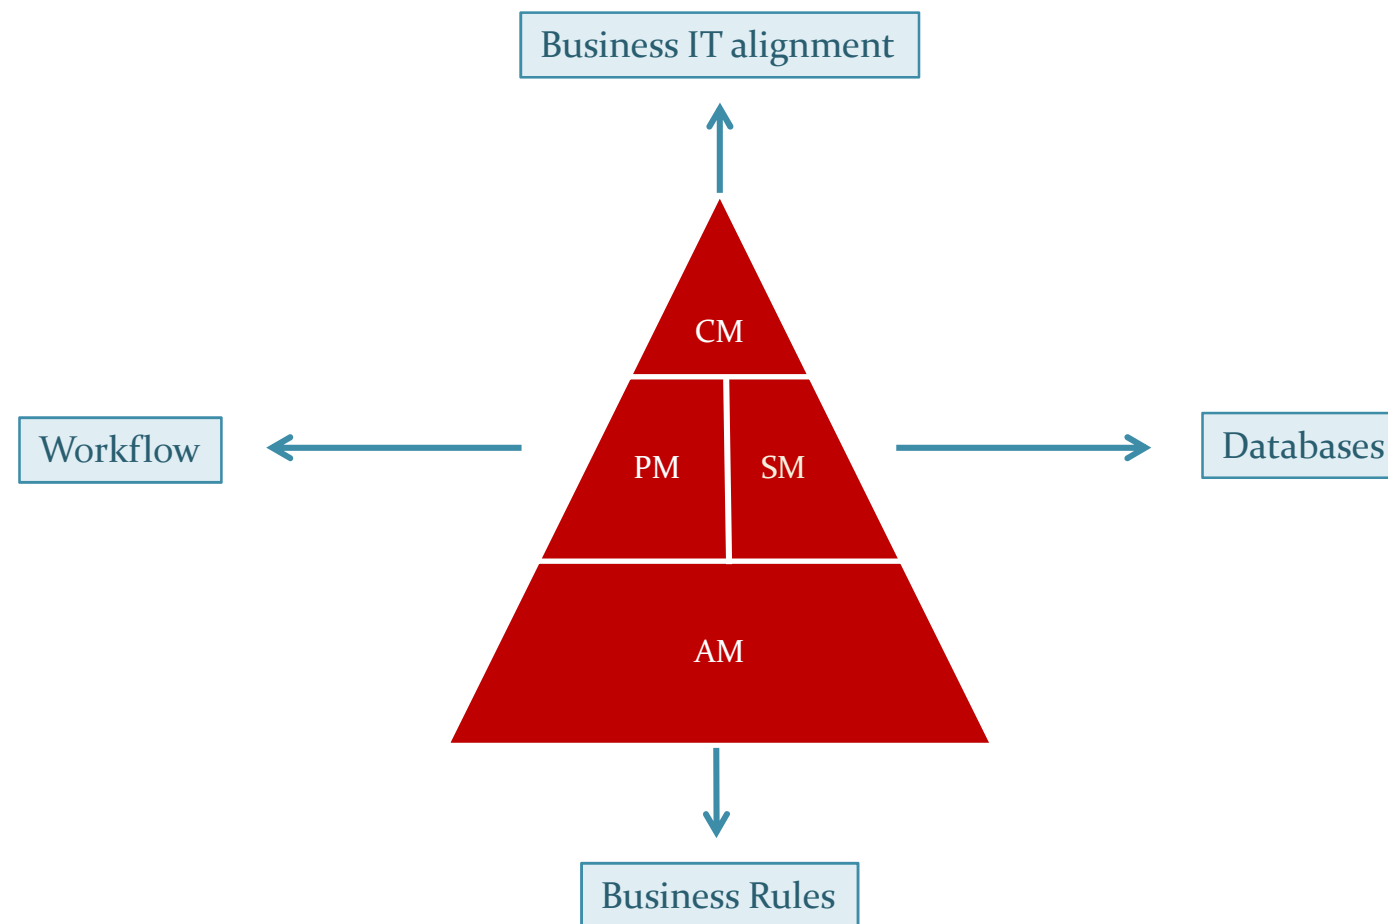 Business IT alignment
CM
Workflow
PM
SM
Databases
AM
Business Rules